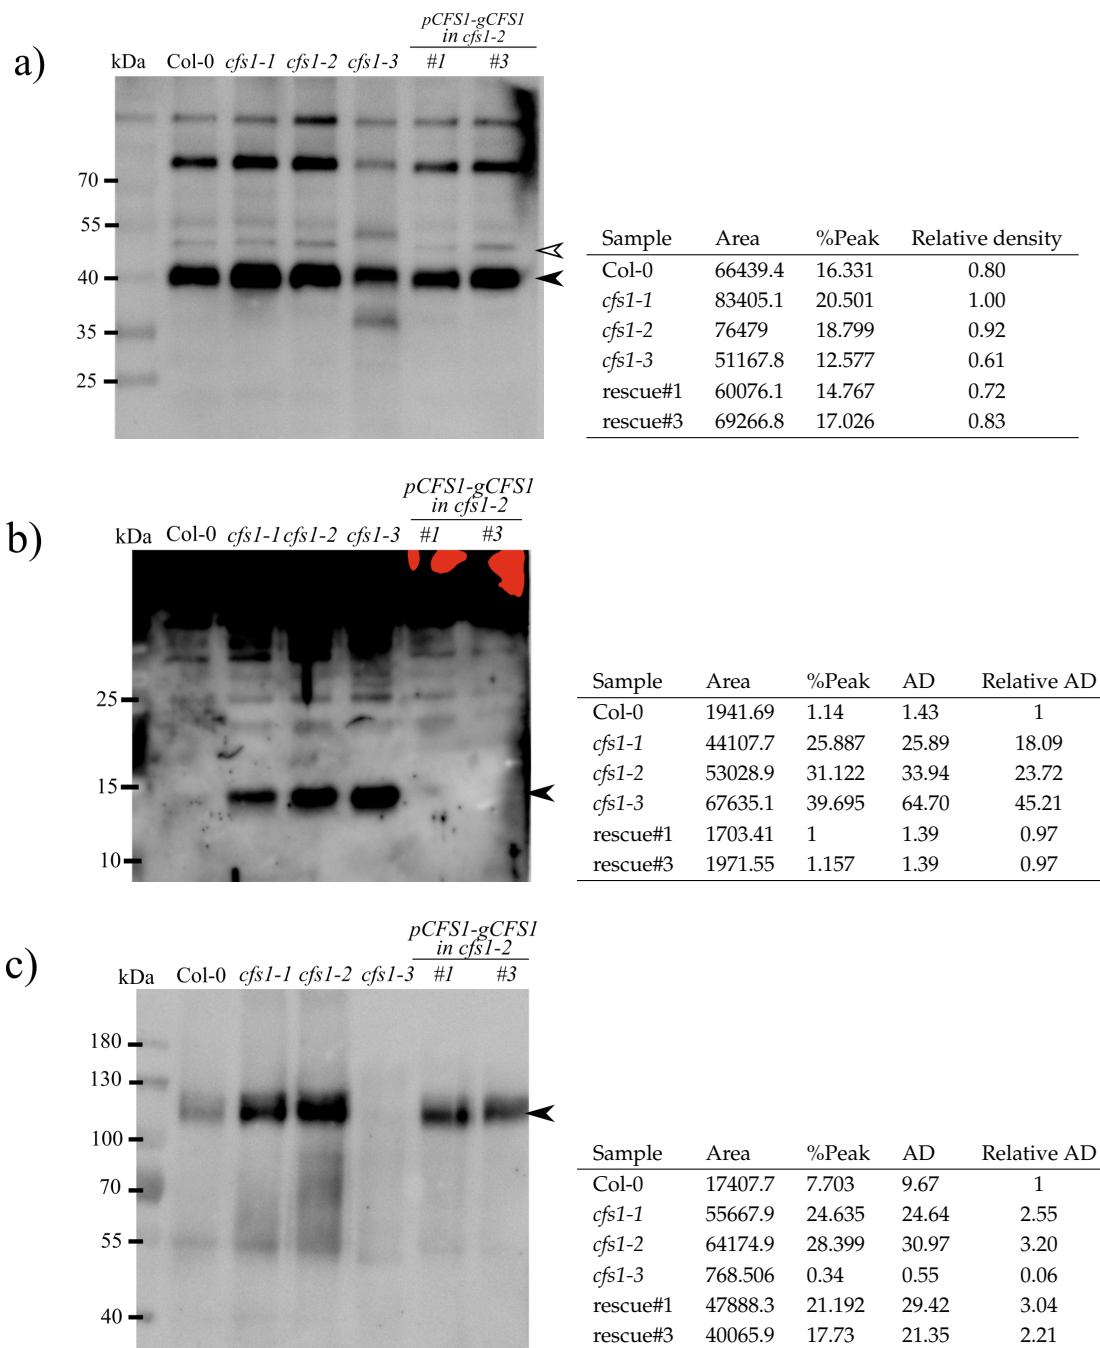 a)
pCFS1-gCFS1
in cfs1-2
kDa Col-0 cfs1-1 cfs1-2 cfs1-3 #1 #3
70
55
40
35
25
Sample Area %Peak Relative density
Col-0 66439.4 16.331 0.80
cfs1-1 83405.1 20.501 1.00
cfs1-2 76479 18.799 0.92
cfs1-3 51167.8 12.577 0.61
rescue#1 60076.1 14.767 0.72
rescue#3 69266.8 17.026 0.83
b)
pCFS1-gCFS1
in cfs1-2
kDa Col-0 cfs1-1 cfs1-2 cfs1-3 #1 #3
25
15
10
Sample Area %Peak AD Relative AD
Col-0 1941.69 1.14 1.43 1
cfs1-1 44107.7 25.887 25.89 18.09
cfs1-2 53028.9 31.122 33.94 23.72
cfs1-3 67635.1 39.695 64.70 45.21
rescue#1 1703.41 1 1.39 0.97
rescue#3 1971.55 1.157 1.39 0.97
c)
pCFS1-gCFS1
in cfs1-2
kDa Col-0 cfs1-1 cfs1-2 cfs1-3 #1 #3
180
130
100
70
55
40
Sample Area %Peak AD Relative AD
Col-0 17407.7 7.703 9.67 1
cfs1-1 55667.9 24.635 24.64 2.55
cfs1-2 64174.9 28.399 30.97 3.20
cfs1-3 768.506 0.34 0.55 0.06
rescue#1 47888.3 21.192 29.42 3.04
rescue#3 40065.9 17.73 21.35 2.21